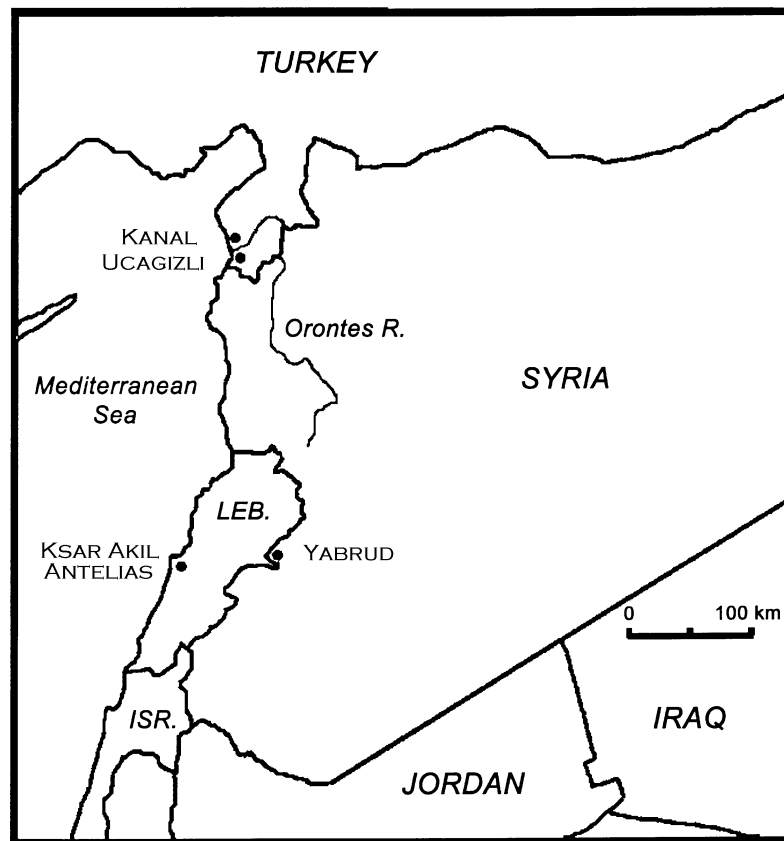 TURKEY
KANAL
UCAGIZLI
Orontes R.
SYRIA
Mediterranean
Sea
LEB.
KSAR AKIL
ANTELIAS
YABRUD
0 100 km
ISR.
IRAQ
JORDAN